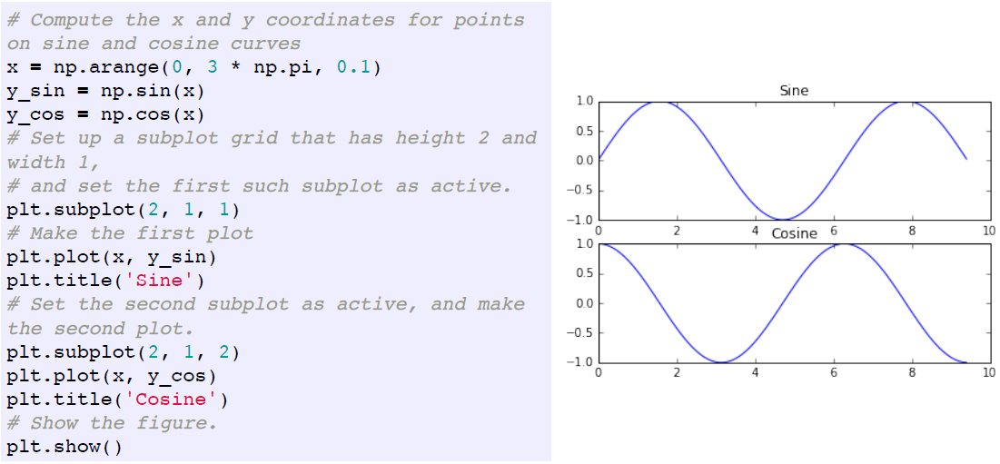 # Compute the x and y coordinates for points
on sine and cosine curves
x = np.arange(0, 3 * np.pi, 0.1)
y_sin = np.sin(x)
y_cos = np.cos(x)
# Set up a subplot grid that has height 2 and
width 1,
# and set the first such subplot as active.
plt.subplot(2, 1, 1)
# Make the first plot
plt.plot(x, y_sin)
plt.title('Sine')
# Set the second subplot as active, and make
the second plot.
plt.subplot(2, 1, 2)
plt.plot(x, y_cos)
plt.title('Cosine')
# Show the figure.
plt.show()
Sine
1.0
0.5
0.0
−0.5
−1.0
0 2 4 6 8 10
Cosine
1.0
0.5
0.0
−0.5
−1.0
0 2 4 6 8 10